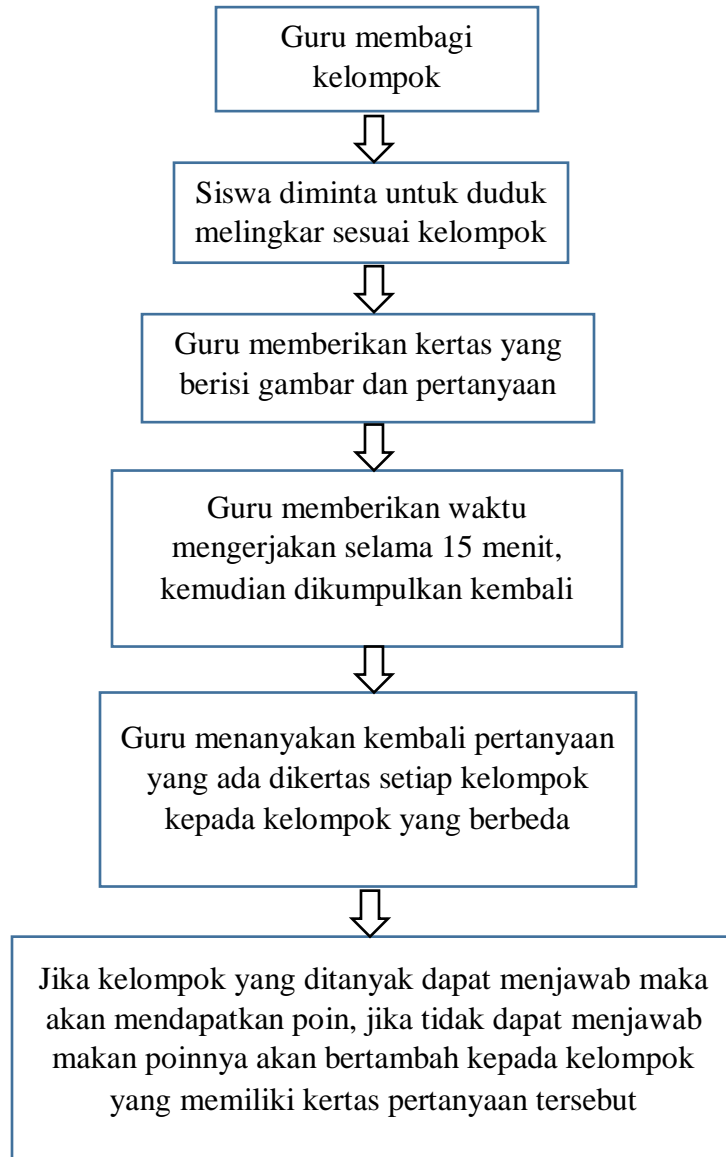 Guru membagi
kelompok
Siswa diminta untuk duduk
melingkar sesuai kelompok
Guru memberikan kertas yang
berisi gambar dan pertanyaan
Guru memberikan waktu
mengerjakan selama 15 menit,
kemudian dikumpulkan kembali
Guru menanyakan kembali pertanyaan
yang ada dikertas setiap kelompok
kepada kelompok yang berbeda
Jika kelompok yang ditanyak dapat menjawab maka
akan mendapatkan poin, jika tidak dapat menjawab
makan poinnya akan bertambah kepada kelompok
yang memiliki kertas pertanyaan tersebut